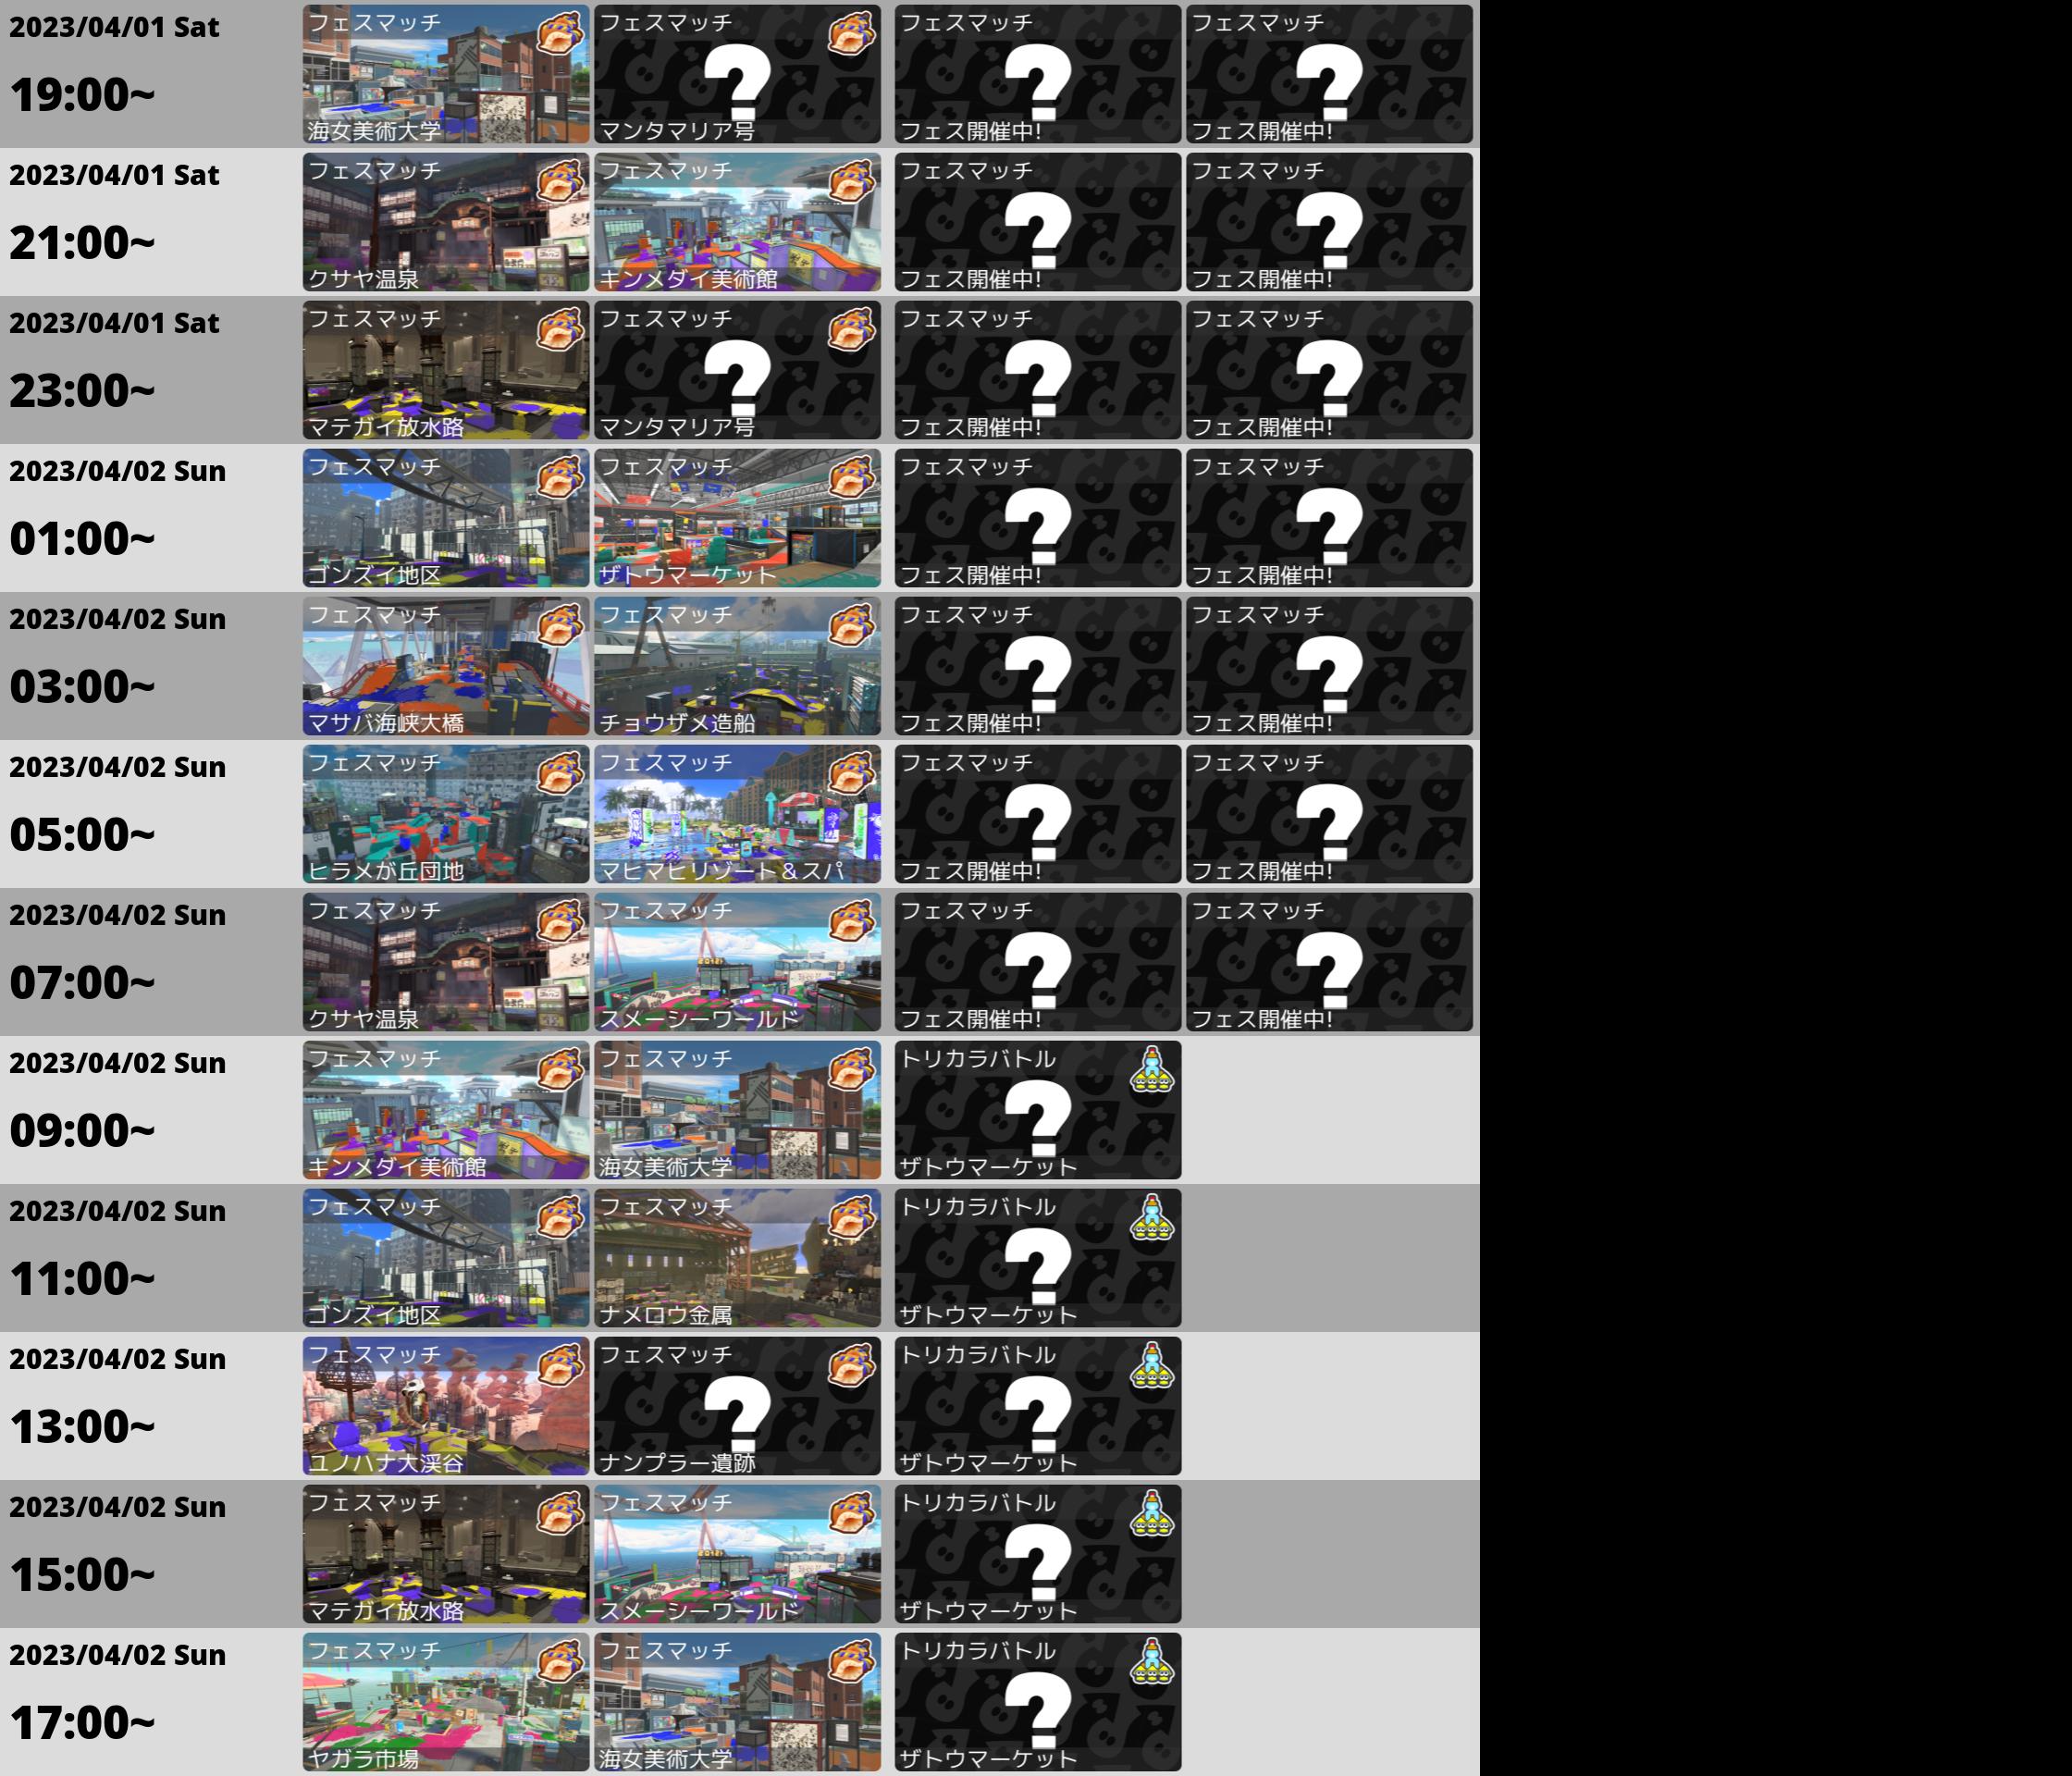 2023/04/01 Sat
19:00~
フェスマッチ
海女美術大学
フェスマッチ
?
マンタマリア号
フェスマッチ
?
フェス開催中!
フェスマッチ
?
フェス開催中!
2023/04/01 Sat
21:00~
フェスマッチ
クサヤ温泉
フェスマッチ
キンメダイ美術館
フェスマッチ
?
フェス開催中!
フェスマッチ
?
フェス開催中!
2023/04/01 Sat
23:00~
フェスマッチ
マテガイ放水路
フェスマッチ
?
マンタマリア号
フェスマッチ
?
フェス開催中!
フェスマッチ
?
フェス開催中!
2023/04/02 Sun
01:00~
フェスマッチ
ゴンズイ地区
フェスマッチ
ザトウマーケット
フェスマッチ
?
フェス開催中!
フェスマッチ
?
フェス開催中!
2023/04/02 Sun
03:00~
フェスマッチ
マサバ海峡大橋
フェスマッチ
チョウザメ造船
フェスマッチ
?
フェス開催中!
フェスマッチ
?
フェス開催中!
2023/04/02 Sun
05:00~
フェスマッチ
ヒラメが丘団地
フェスマッチ
マヒマヒリゾート＆スパ
フェスマッチ
?
フェス開催中!
フェスマッチ
?
フェス開催中!
2023/04/02 Sun
07:00~
フェスマッチ
クサヤ温泉
フェスマッチ
スメーシーワールド
フェスマッチ
?
フェス開催中!
フェスマッチ
?
フェス開催中!
2023/04/02 Sun
09:00~
フェスマッチ
キンメダイ美術館
フェスマッチ
海女美術大学
トリカラバトル
?
ザトウマーケット
2023/04/02 Sun
11:00~
フェスマッチ
ゴンズイ地区
フェスマッチ
ナメロウ金属
トリカラバトル
?
ザトウマーケット
2023/04/02 Sun
13:00~
フェスマッチ
ユノハナ大渓谷
フェスマッチ
?
ナンプラー遺跡
トリカラバトル
?
ザトウマーケット
2023/04/02 Sun
15:00~
フェスマッチ
マテガイ放水路
フェスマッチ
スメーシーワールド
トリカラバトル
?
ザトウマーケット
2023/04/02 Sun
17:00~
フェスマッチ
ヤガラ市場
フェスマッチ
海女美術大学
トリカラバトル
?
ザトウマーケット